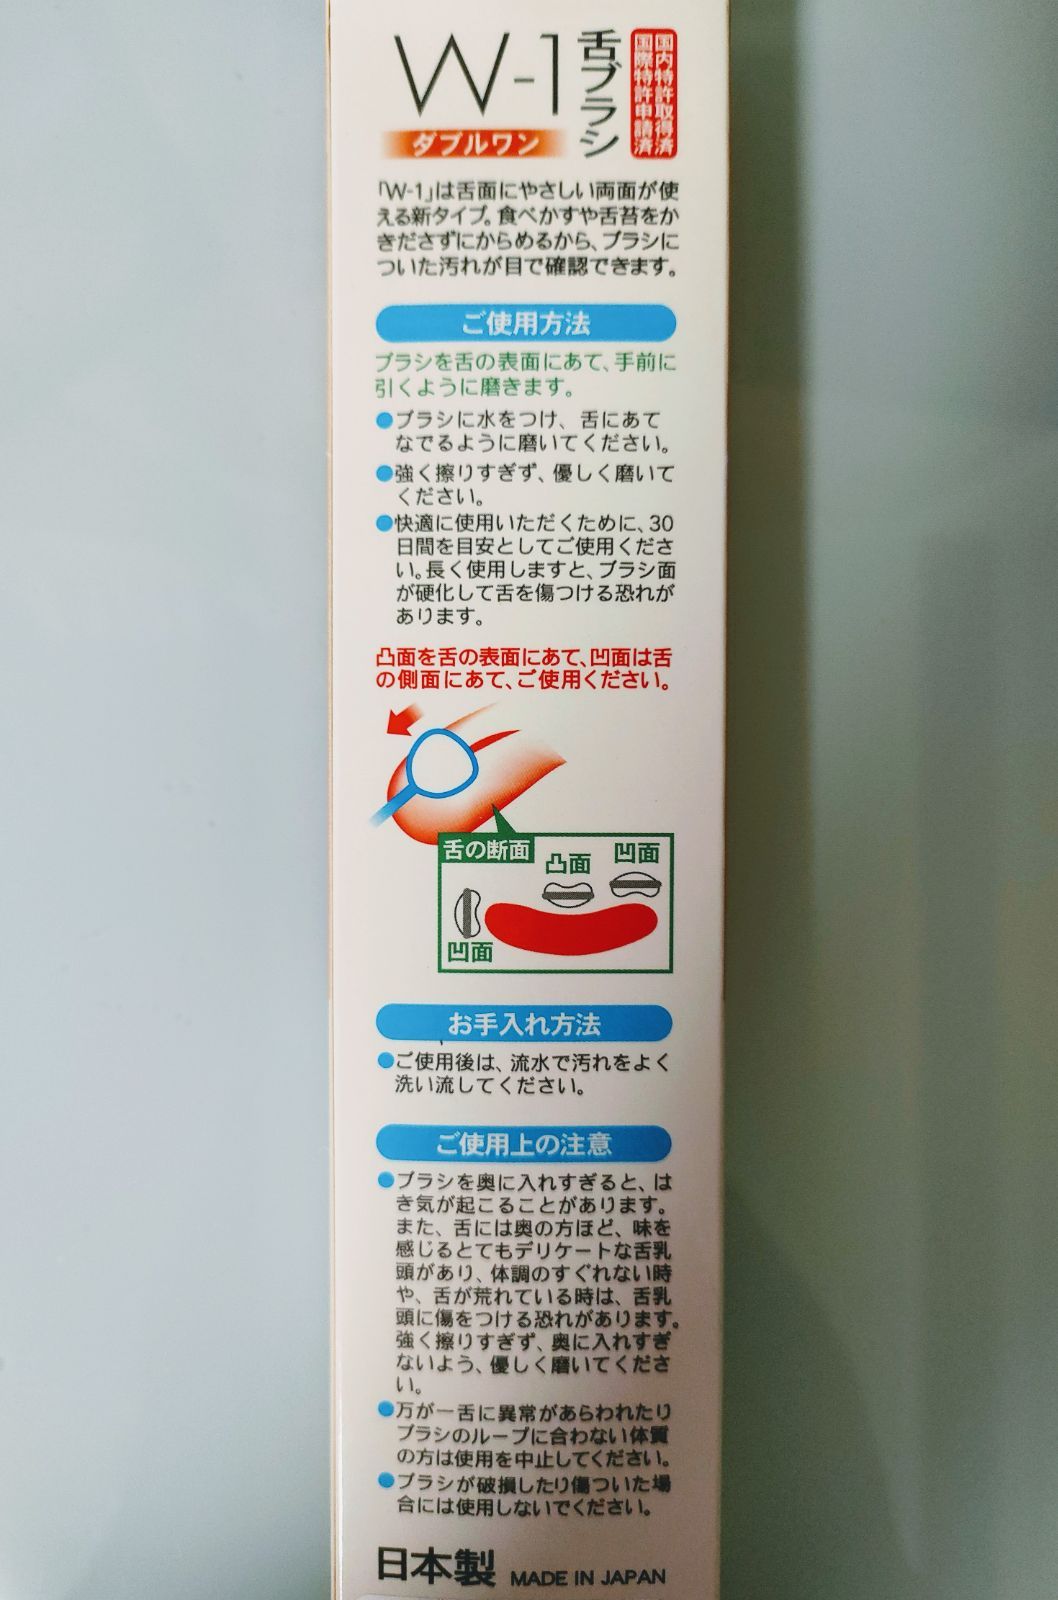 W-1
ダブルワン
舌ブラシ
国内特許取得済
国際特許申請済
「W-1」は舌面にやさしい両面が使
える新タイプ。食べかすや舌苔をか
きださずにからめるから、ブラシに
ついた汚れが目で確認できます。
ご使用方法
ブラシを舌の表面にあて、手前に
引くように磨きます。
●ブラシに水をつけ、舌にあて
なでるように磨いてください。
●強く擦りすぎず、優しく磨いて
ください。
●快適に使用いただくために、30
日間を目安としてご使用くださ
い。長く使用しますと、ブラシ面
が硬化して舌を傷つける恐れが
あります。
凸面を舌の表面にあて、凹面は舌
の側面にあて、ご使用ください。
舌の断面
凸面
凹面
凹面
お手入れ方法
●ご使用後は、流水で汚れをよく
洗い流してください。
ご使用上の注意
●ブラシを奥に入れすぎると、は
き気が起こることがあります。
また、舌には奥の方ほど、味を
感じるとてもデリケートな舌乳
頭があり、体調のすぐれない時
や、舌が荒れている時は、舌乳
頭に傷をつける恐れがあります。
強く擦りすぎず、奥に入れすぎ
ないよう、優しく磨いてくださ
い。
●万が一舌に異常があらわれたり
ブラシのループに合わない体質
の方は使用を中止してください。
●ブラシが破損したり傷ついた場
合には使用しないでください。
日本製 MADE IN JAPAN